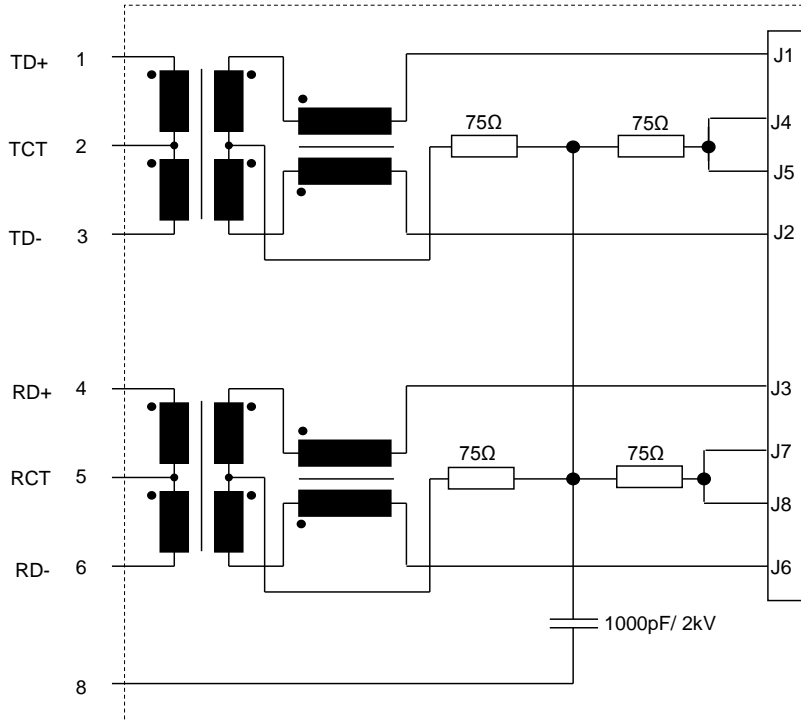 TD+ 1
J1
75Ω
75Ω
J4
TCT 2
J5
TD- 3
J2
RD+ 4
J3
75Ω
75Ω
J7
RCT 5
J8
RD- 6
J6
1000pF/ 2kV
8